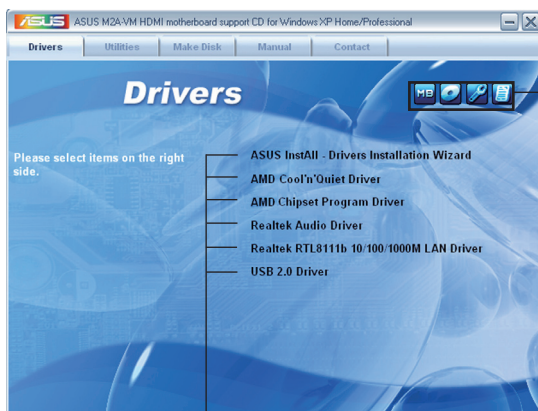 ASUS ASUS M2A-VM HDMI motherboard support CD for Windows XP Home/Professional
Drivers Utilities Make Disk Manual Contact
Drivers
MB
Please select items on the right
side.
ASUS InstAll - Drivers Installation Wizard
AMD Cool'n'Quiet Driver
AMD Chipset Program Driver
Realtek Audio Driver
Realtek RTL8111b 10/100/1000M LAN Driver
USB 2.0 Driver